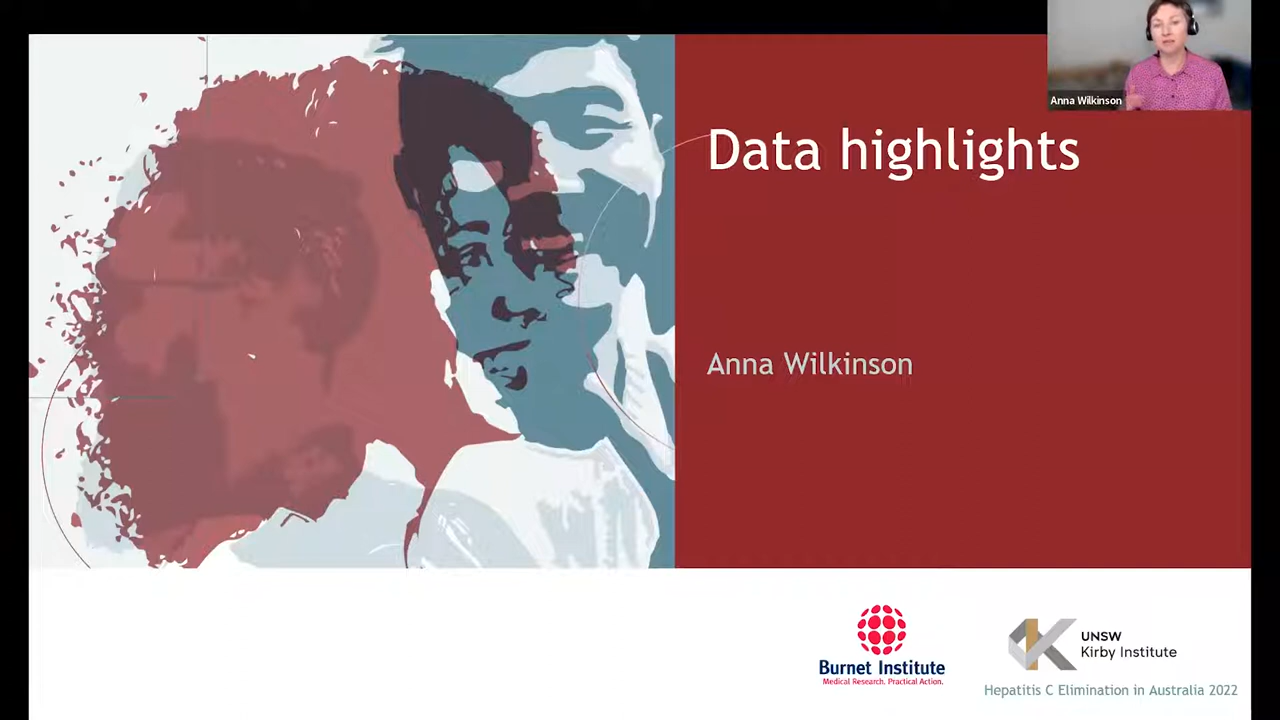 Anna Wilkinson
Data highlights
Anna Wilkinson
Burnet Institute
Medical Research. Practical Action.
UNSW
Kirby Institute
Hepatitis C Elimination in Australia 2022